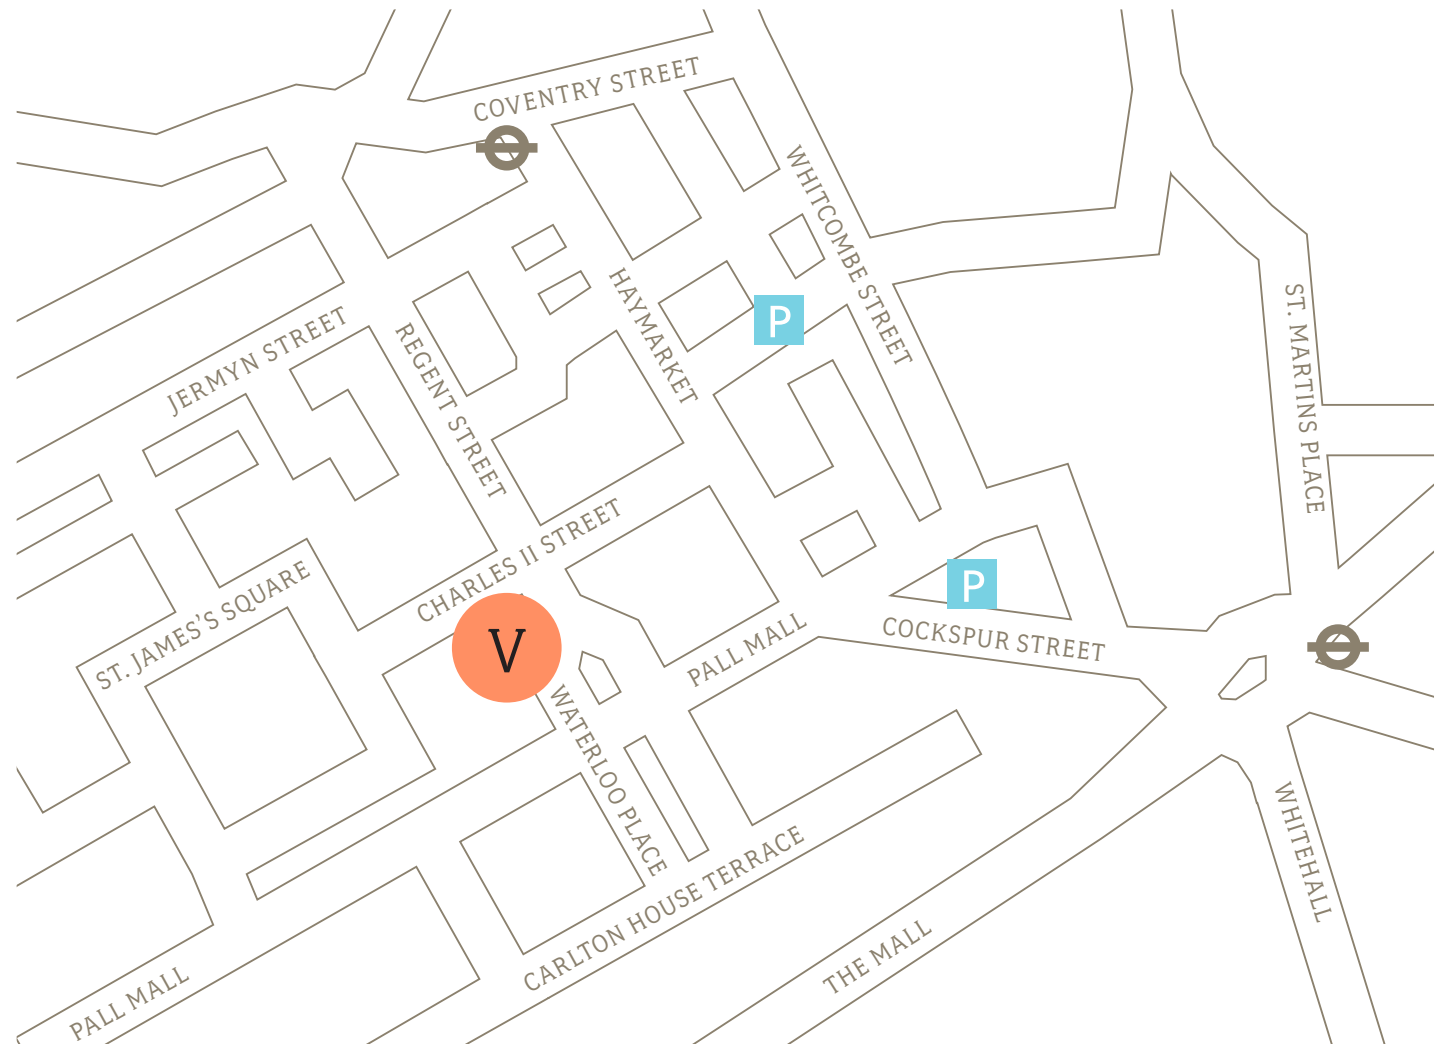 COVENTRY STREET
WHITCOMBE STREET
HAYMARKET
ST. MARTINS PLACE
P
JERMYN STREET
REGENT STREET
CHARLES II STREET
ST. JAMES'S SQUARE
P
V
PALL MALL
COCKSPUR STREET
WATERLOO PLACE
WHITEHALL
CARLTON HOUSE TERRACE
THE MALL
PALL MALL